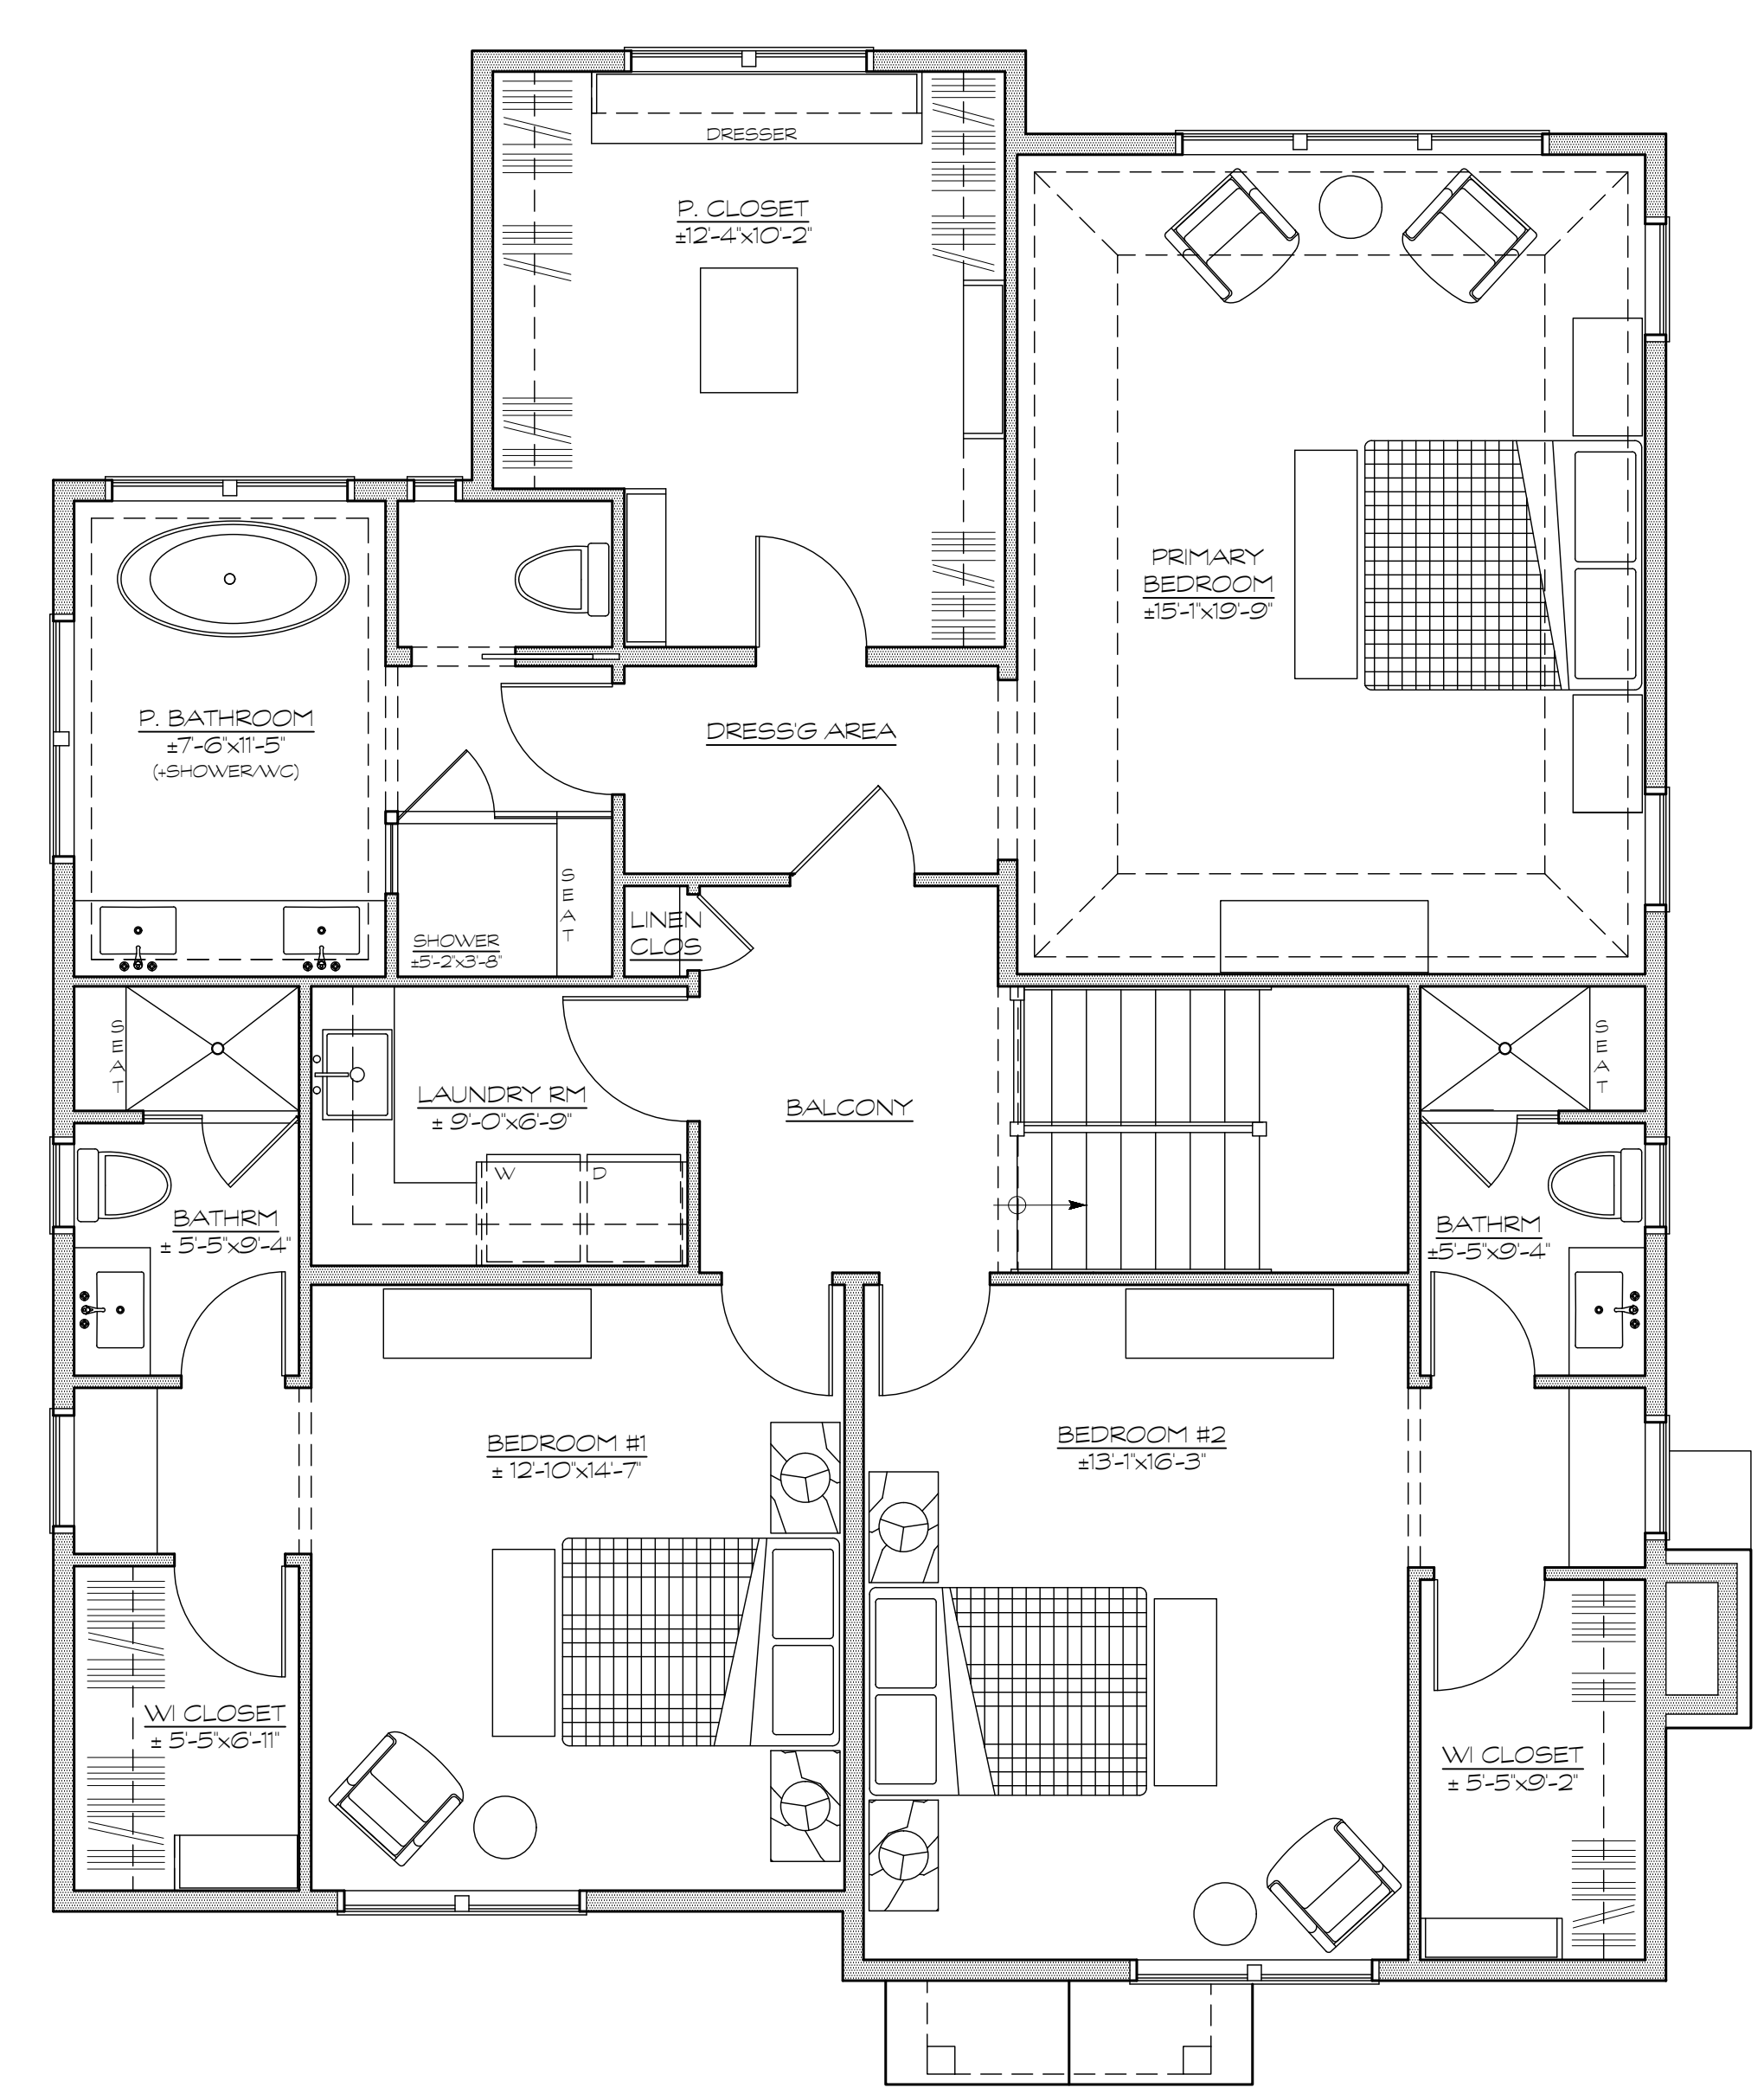 DRESSER
P. CLOSET
±12'-4"x10'-2"
PRIMARY
BEDROOM
±15'-1"x19'-9"
P. BATHROOM
±7'-6"x11'-5"
(+SHOWER/WC)
DRESS'G AREA
SEAT
SHOWER
±5'-2"x3'-8"
LINEN
CLOS
SEAT
LAUNDRY RM
± 9'-0"x6'-9"
W
D
BALCONY
SEAT
BATHRM
± 5'-5"x9'-4"
BATHRM
±5'-5"x9'-4"
BEDROOM #1
± 12'-10"x14'-7"
BEDROOM #2
±13'-1"x16'-3"
WI CLOSET
± 5'-5"x6'-11"
WI CLOSET
± 5'-5"x9'-2"